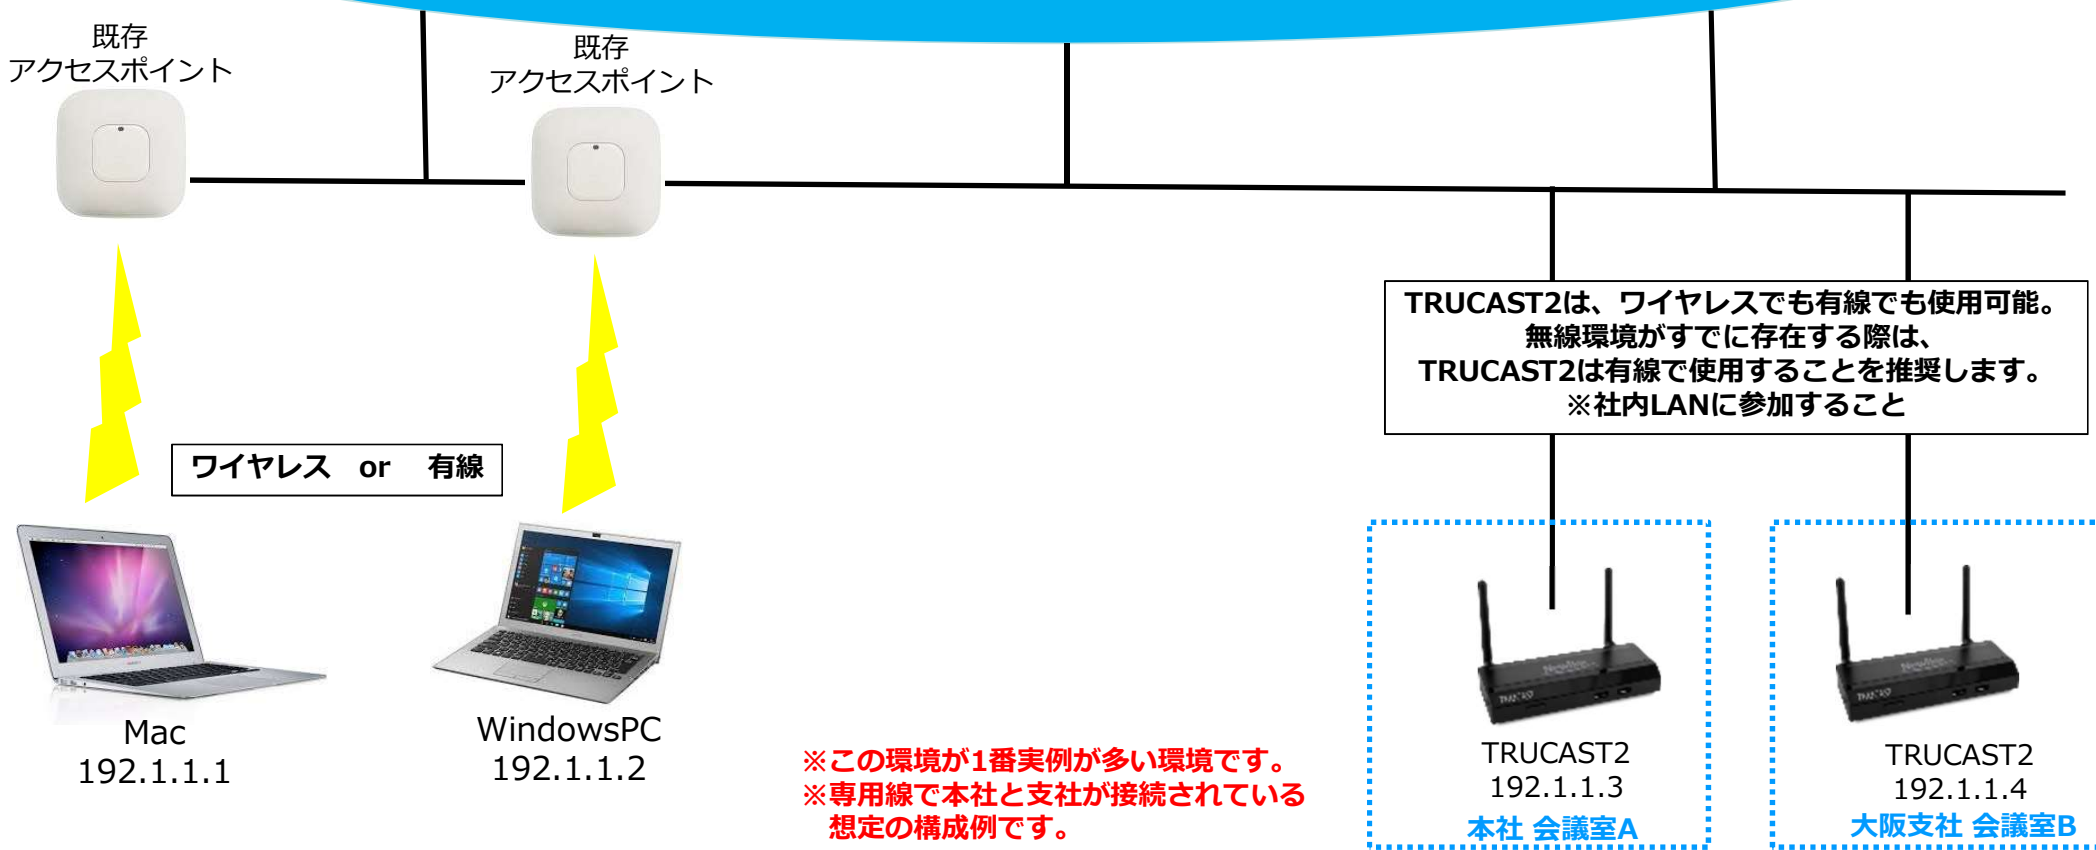 既存
アクセスポイント
既存
アクセスポイント
TRUCAST2は、ワイヤレスでも有線でも使用可能。
無線環境がすでに存在する際は、
TRUCAST2は有線で使用することを推奨します。
※社内LANに参加すること
ワイヤレス or 有線
Mac
192.1.1.1
WindowsPC
192.1.1.2
※この環境が1番実例が多い環境です。
※専用線で本社と支社が接続されている
想定の構成例です。
TRUCAST2
192.1.1.3
本社 会議室A
TRUCAST2
192.1.1.4
大阪支社 会議室B